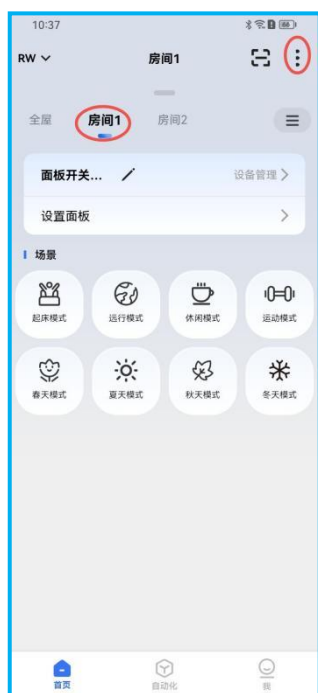 10:37
86
RW
房间1
全屋 房间1 房间2
面板开关... 设备管理
设置面板
场景
起床模式 远行模式 休闲模式 运动模式
春天模式 夏天模式 秋天模式 冬天模式
首页 自动化 我